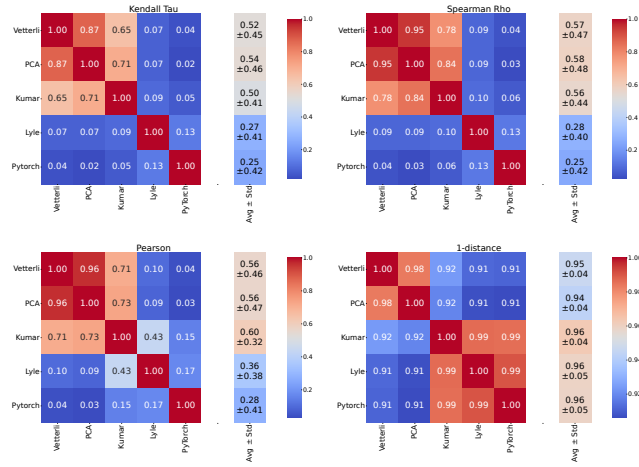 Kendall Tau
Vetterli 1.00 0.87 0.65 0.07 0.04 0.52 ±0.45
PCA 0.87 1.00 0.71 0.07 0.02 0.54 ±0.46
Kumar 0.65 0.71 1.00 0.09 0.05 0.50 ±0.41
Lyle 0.07 0.07 0.09 1.00 0.13 0.27 ±0.41
Pytorch 0.04 0.02 0.05 0.13 1.00 0.25 ±0.42
Vetterli PCA Kumar Lyle PyTorch Avg ± Std
1.0
0.8
0.6
0.4
0.2
Spearman Rho
Vetterli 1.00 0.95 0.78 0.09 0.04 0.57 ±0.47
PCA 0.95 1.00 0.84 0.09 0.03 0.58 ±0.48
Kumar 0.78 0.84 1.00 0.10 0.06 0.56 ±0.44
Lyle 0.09 0.09 0.10 1.00 0.13 0.28 ±0.40
Pytorch 0.04 0.03 0.06 0.13 1.00 0.25 ±0.42
Vetterli PCA Kumar Lyle PyTorch Avg ± Std
1.0
0.8
0.6
0.4
0.2
Pearson
Vetterli 1.00 0.96 0.71 0.10 0.04 0.56 ±0.46
PCA 0.96 1.00 0.73 0.09 0.03 0.56 ±0.47
Kumar 0.71 0.73 1.00 0.43 0.15 0.60 ±0.32
Lyle 0.10 0.09 0.43 1.00 0.17 0.36 ±0.38
Pytorch 0.04 0.03 0.15 0.17 1.00 0.28 ±0.41
Vetterli PCA Kumar Lyle PyTorch Avg ± Std
1.0
0.8
0.6
0.4
0.2
1-distance
Vetterli 1.00 0.98 0.92 0.91 0.91 0.95 ±0.04
PCA 0.98 1.00 0.92 0.91 0.91 0.94 ±0.04
Kumar 0.92 0.92 1.00 0.99 0.99 0.96 ±0.04
Lyle 0.91 0.91 0.99 1.00 0.99 0.96 ±0.05
Pytorch 0.91 0.91 0.99 0.99 1.00 0.96 ±0.05
Vetterli PCA Kumar Lyle PyTorch Avg ± Std
1.00
0.98
0.96
0.94
0.92